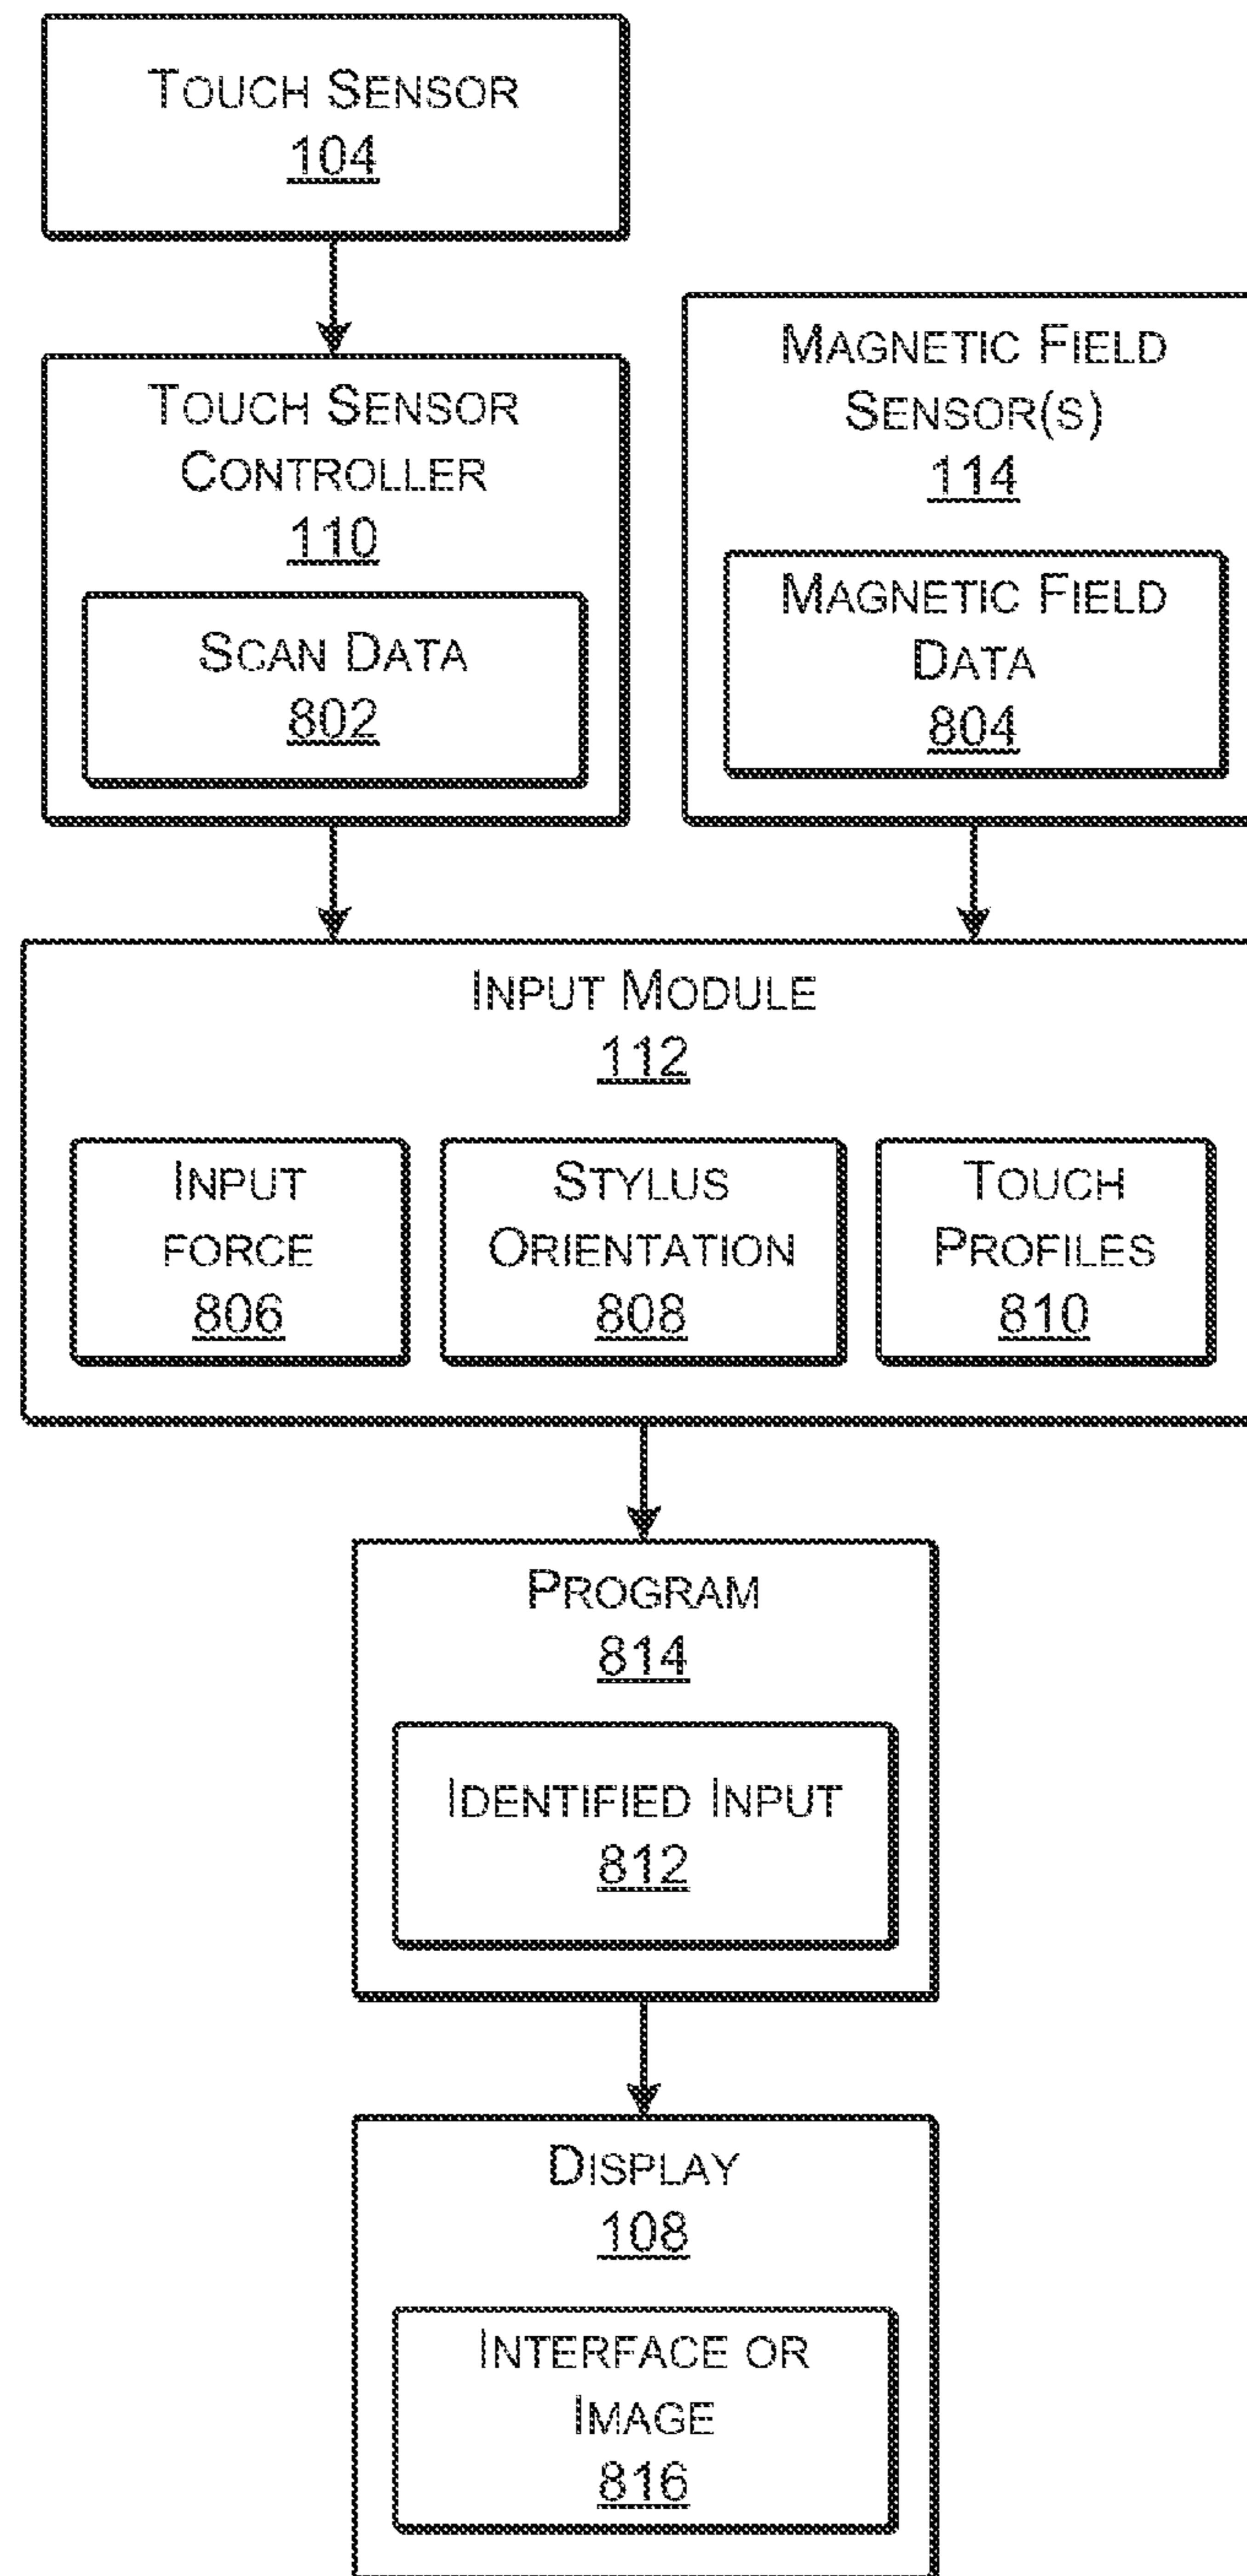 TOUCH SENSOR
104
TOUCH SENSOR
CONTROLLER
110
SCAN DATA
802
MAGNETIC FIELD
SENSOR(S)
114
MAGNETIC FIELD
DATA
804
INPUT MODULE
112
INPUT
FORCE
806
STYLUS
ORIENTATION
808
TOUCH
PROFILES
810
PROGRAM
814
IDENTIFIED INPUT
812
DISPLAY
108
INTERFACE OR
IMAGE
816